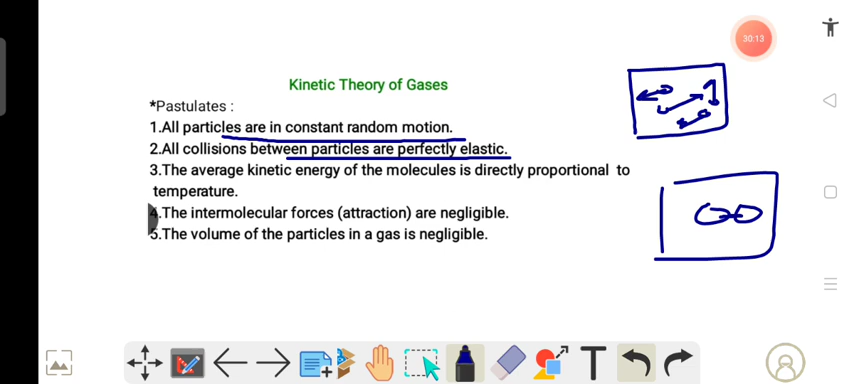 30:13
Kinetic Theory of Gases
*Pastulates :
1.All particles are in constant random motion.
2.All collisions between particles are perfectly elastic.
3.The average kinetic energy of the molecules is directly proportional to
temperature.
4.The intermolecular forces (attraction) are negligible.
5.The volume of the particles in a gas is negligible.
T